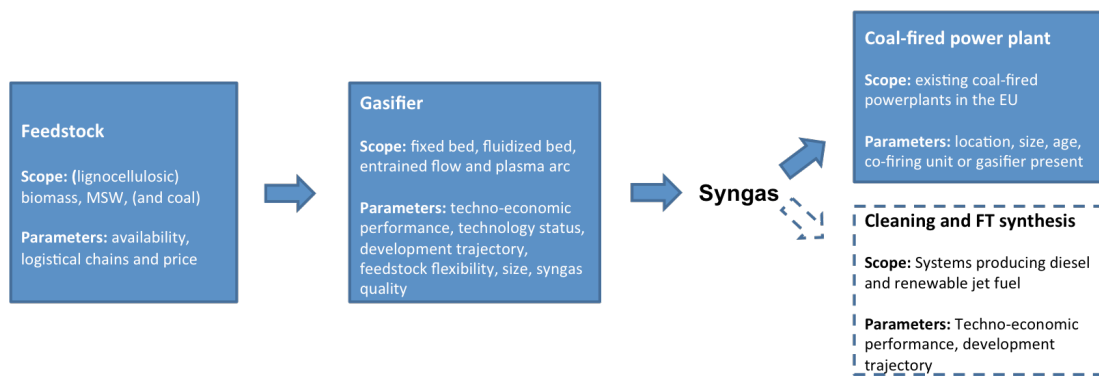 Feedstock
Scope: (lignocellulosic)
biomass, MSW, (and coal)
Parameters: availability,
logistical chains and price
Gasifier
Scope: fixed bed, fluidized bed,
entrained flow and plasma arc
Parameters: techno-economic
performance, technology status,
development trajectory,
feedstock flexibility, size, syngas
quality
Syngas
Coal-fired power plant
Scope: existing coal-fired
powerplants in the EU
Parameters: location, size, age,
co-firing unit or gasifier present
Cleaning and FT synthesis
Scope: Systems producing diesel
and renewable jet fuel
Parameters: Techno-economic
performance, development
trajectory